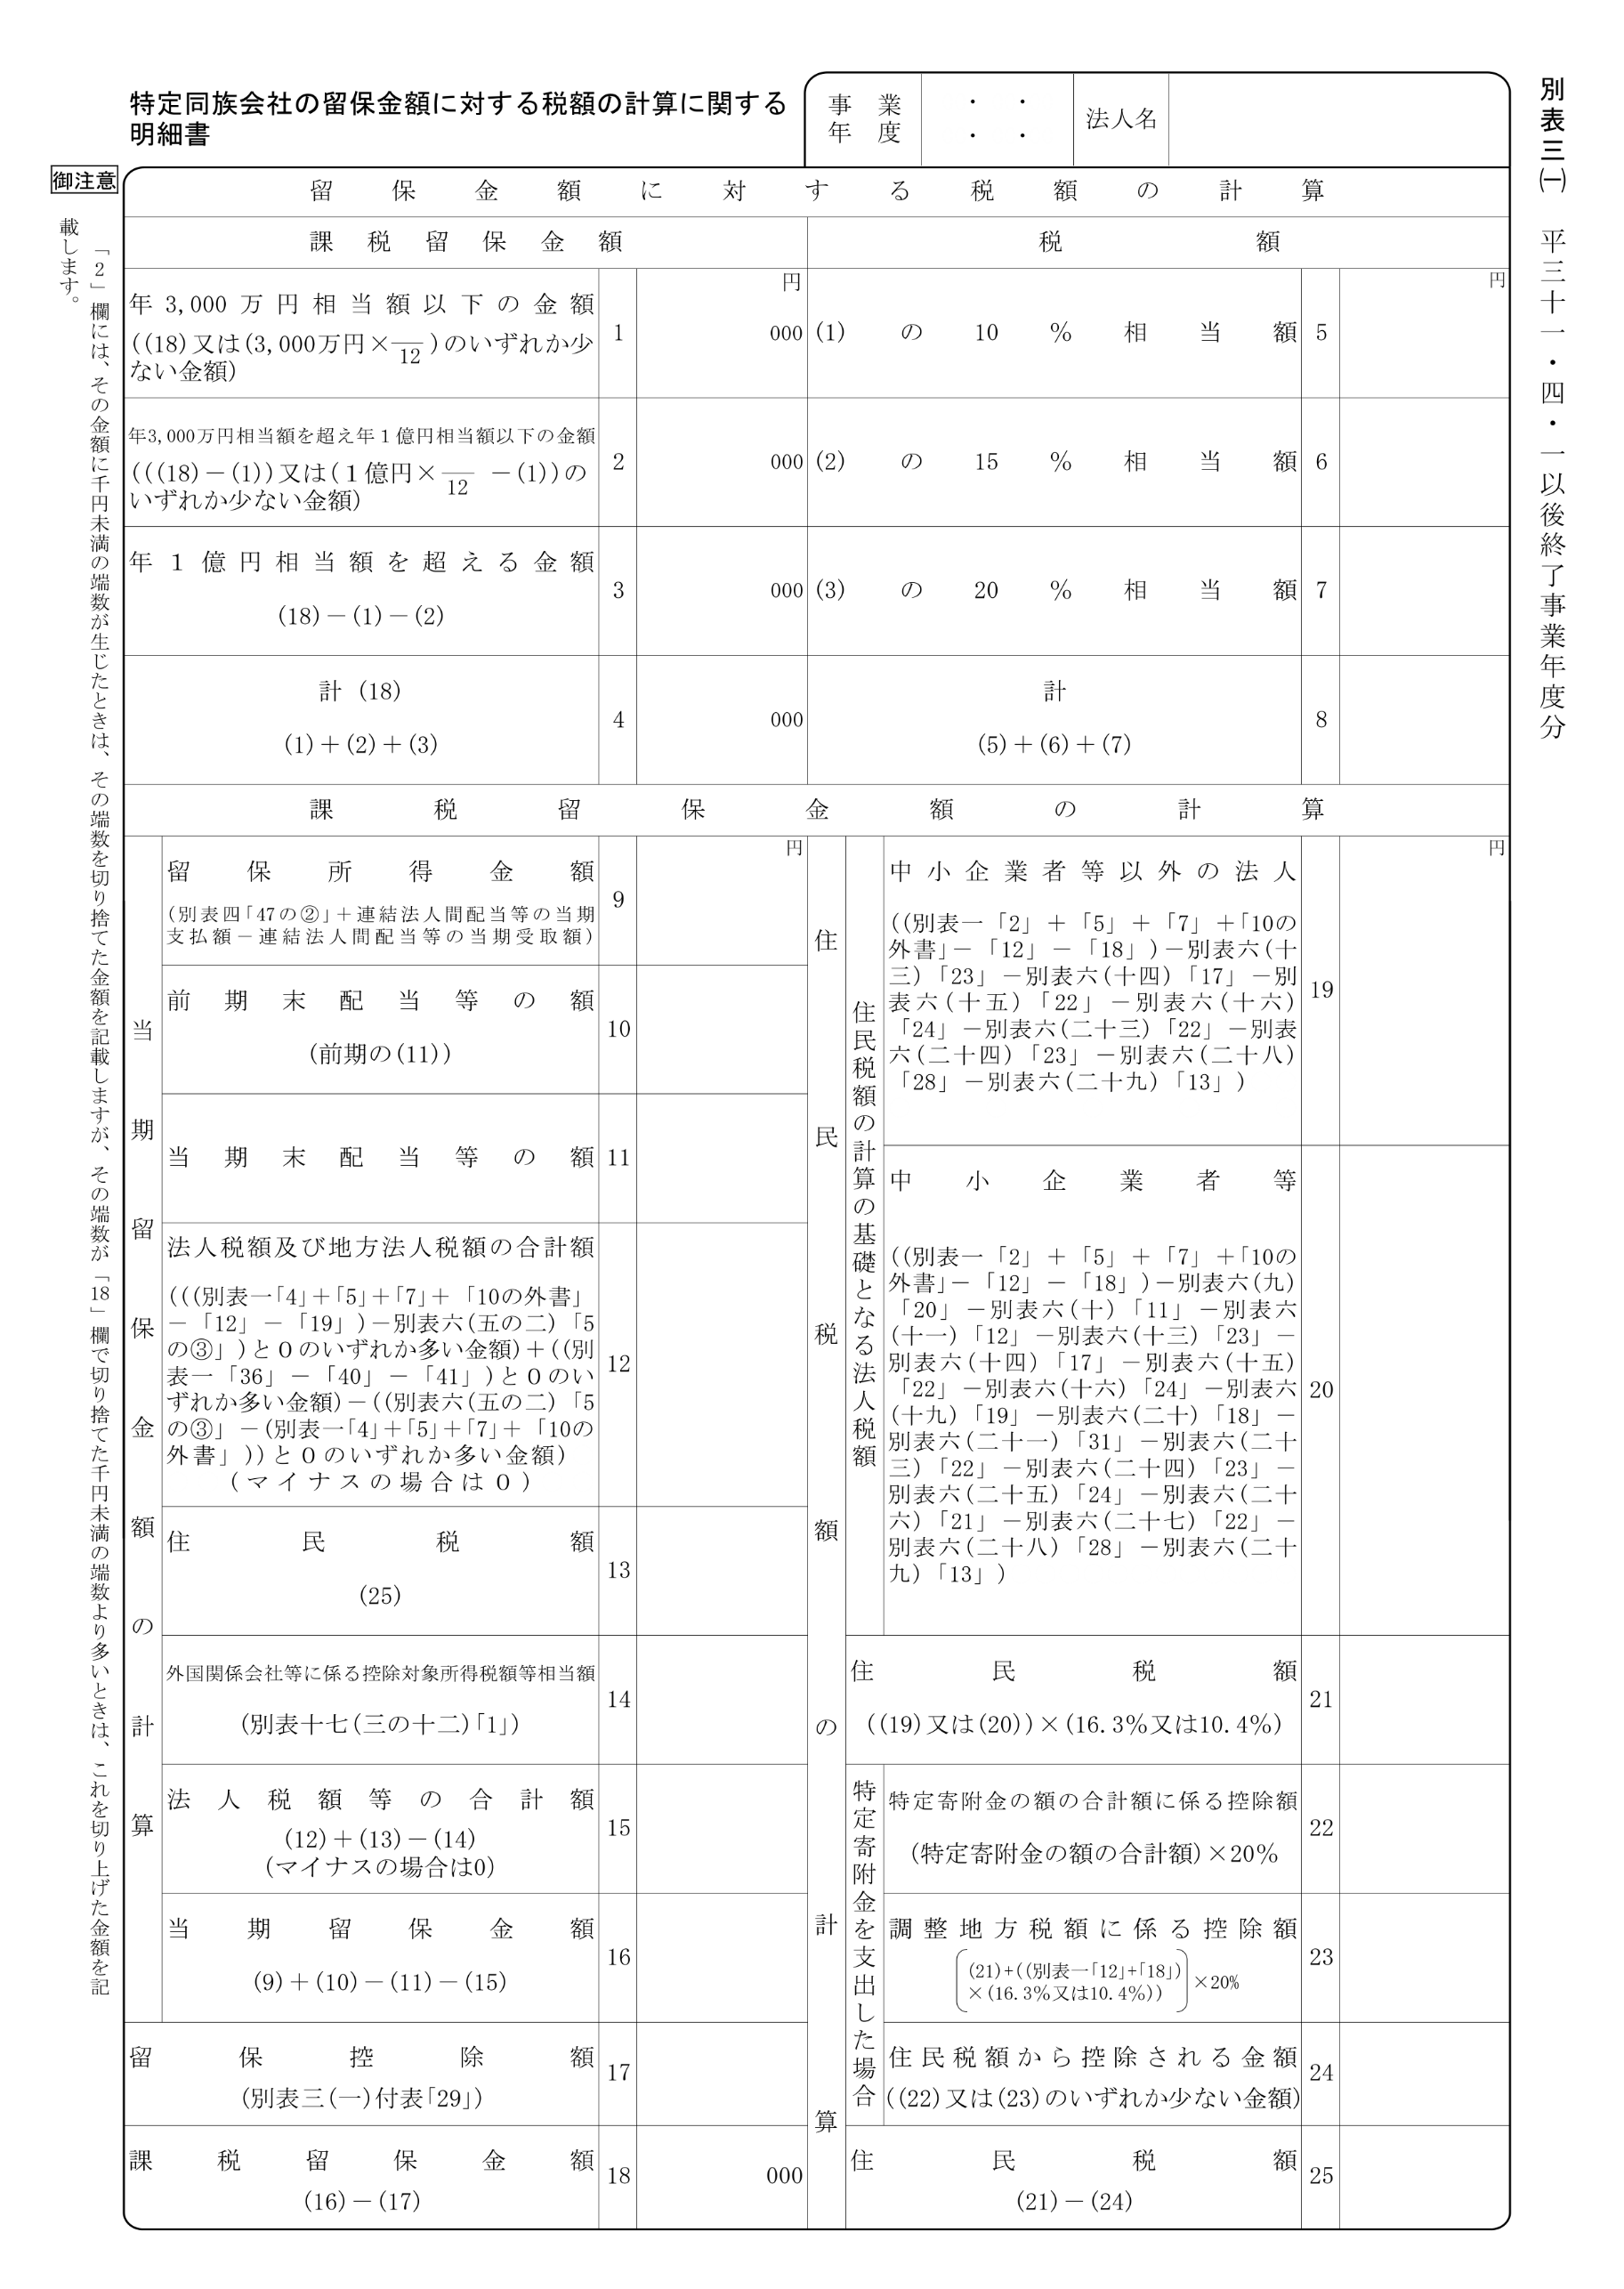 特定同族会社の留保金額に対する税額の計算に関する
明細書
事業
年度
・ ・
・ ・
法人名
別表三(一) 平三十一・四・一以後終了事業年度分
御注意
「2」欄には、その金額に千円未満の端数が生じたときは、その端数を切り捨てた金額を記載しますが、その端数が「18」欄で切り捨てた千円未満の端数より多いときは、これを切り上げた金額を記
載します。
留保金額に対する税額の計算
課税留保金額
税額
年3,000万円相当額以下の金額
((18)又は(3,000万円×―/12)のいずれか少
ない金額)
1
円
000
(1)の10%相当額
5
円
年3,000万円相当額を超え年1億円相当額以下の金額
(((18)-(1))又は(1億円×―/12 -(1))の
いずれか少ない金額)
2
000
(2)の15%相当額
6
年1億円相当額を超える金額
(18)-(1)-(2)
3
000
(3)の20%相当額
7
計 (18)
(1)+(2)+(3)
4
000
計
(5)+(6)+(7)
8
課税留保金額の計算
当期留保金額の計算
留保所得金額
(別表四「47の②」+連結法人間配当等の当期
支払額-連結法人間配当等の当期受取額)
9
円
前期末配当等の額
(前期の(11))
10
当期末配当等の額
11
法人税額及び地方法人税額の合計額
(((別表一「4」+「5」+「7」+「10の外書」
-「12」-「19」)-別表六(五の二)「5
の③」)と0のいずれか多い金額)+((別
表一「36」-「40」-「41」)と0のい
ずれか多い金額)-((別表六(五の二)「5
の③」-(別表一「4」+「5」+「7」+「10の
外書」))と0のいずれか多い金額)
(マイナスの場合は0)
12
住民税額
(25)
13
外国関係会社等に係る控除対象所得税額等相当額
(別表十七(三の十二)「1」)
14
法人税額等の合計額
(12)+(13)-(14)
(マイナスの場合は0)
15
当期留保金額
(9)+(10)-(11)-(15)
16
留保控除額
(別表三(一)付表「29」)
17
課税留保金額
(16)-(17)
18
000
住民税額の計算
住民税額の計算の基礎となる法人税額
中小企業者等以外の法人
((別表一「2」+「5」+「7」+「10の
外書」-「12」-「18」)-別表六(十
三)「23」-別表六(十四)「17」-別
表六(十五)「22」-別表六(十六)
「24」-別表六(二十三)「22」-別表
六(二十四)「23」-別表六(二十八)
「28」-別表六(二十九)「13」)
19
円
中小企業者等
((別表一「2」+「5」+「7」+「10の
外書」-「12」-「18」)-別表六(九)
「20」-別表六(十)「11」-別表六
(十一)「12」-別表六(十三)「23」-
別表六(十四)「17」-別表六(十五)
「22」-別表六(十六)「24」-別表六
(十九)「19」-別表六(二十)「18」-
別表六(二十一)「31」-別表六(二十
三)「22」-別表六(二十四)「23」-
別表六(二十五)「24」-別表六(二十
六)「21」-別表六(二十七)「22」-
別表六(二十八)「28」-別表六(二十
九)「13」)
20
住民税額
((19)又は(20))×(16.3%又は10.4%)
21
特定寄附金を支出した場合
特定寄附金の額の合計額に係る控除額
(特定寄附金の額の合計額)×20%
22
調整地方税額に係る控除額
((21)+((別表一「12」+「18」)
×(16.3%又は10.4%)))×20%
23
住民税額から控除される金額
((22)又は(23)のいずれか少ない金額)
24
住民税額
(21)-(24)
25